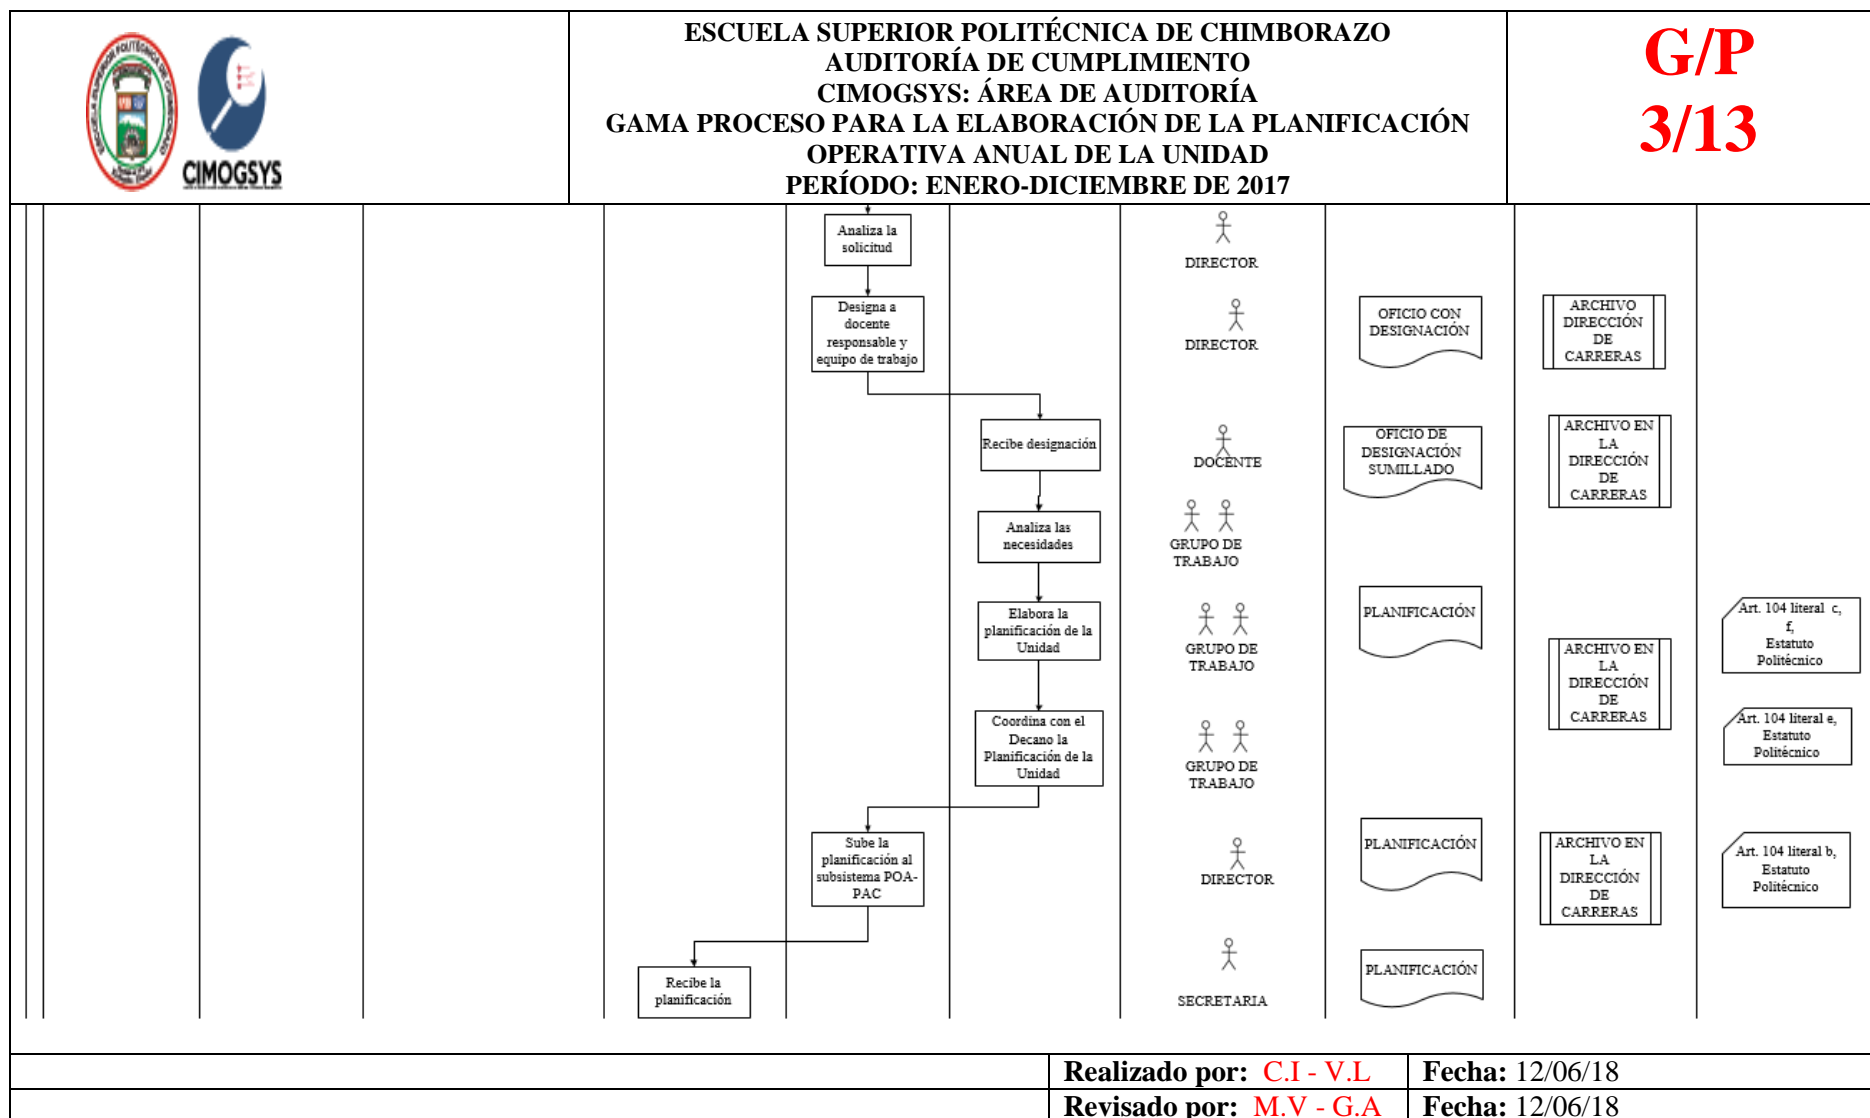 ESCUELA SUPERIOR POLITÉCNICA DE CHIMBORAZO
AUDITORÍA DE CUMPLIMIENTO
CIMOGSYS: ÁREA DE AUDITORÍA
GAMA PROCESO PARA LA ELABORACIÓN DE LA PLANIFICACIÓN
OPERATIVA ANUAL DE LA UNIDAD
PERÍODO: ENERO-DICIEMBRE DE 2017
CIMOGSYS
G/P
3/13
Analiza la
solicitud
DIRECTOR
Designa a
docente
responsable y
equipo de trabajo
DIRECTOR
OFICIO CON
DESIGNACIÓN
ARCHIVO
DIRECCIÓN
DE
CARRERAS
Recibe designación
DOCENTE
OFICIO DE
DESIGNACIÓN
SUMILLADO
ARCHIVO EN
LA
DIRECCIÓN
DE
CARRERAS
Analiza las
necesidades
GRUPO DE
TRABAJO
Elabora la
planificación de la
Unidad
GRUPO DE
TRABAJO
PLANIFICACIÓN
ARCHIVO EN
LA
DIRECCIÓN
DE
CARRERAS
Art. 104 literal c,
f,
Estatuto
Politécnico
Coordina con el
Decano la
Planificación de la
Unidad
GRUPO DE
TRABAJO
Art. 104 literal e,
Estatuto
Politécnico
Sube la
planificación al
subsistema POA-
PAC
DIRECTOR
PLANIFICACIÓN
ARCHIVO EN
LA
DIRECCIÓN
DE
CARRERAS
Art. 104 literal b,
Estatuto
Politécnico
Recibe la
planificación
SECRETARIA
PLANIFICACIÓN
Realizado por: C.I - V.L Fecha: 12/06/18
Revisado por: M.V - G.A Fecha: 12/06/18